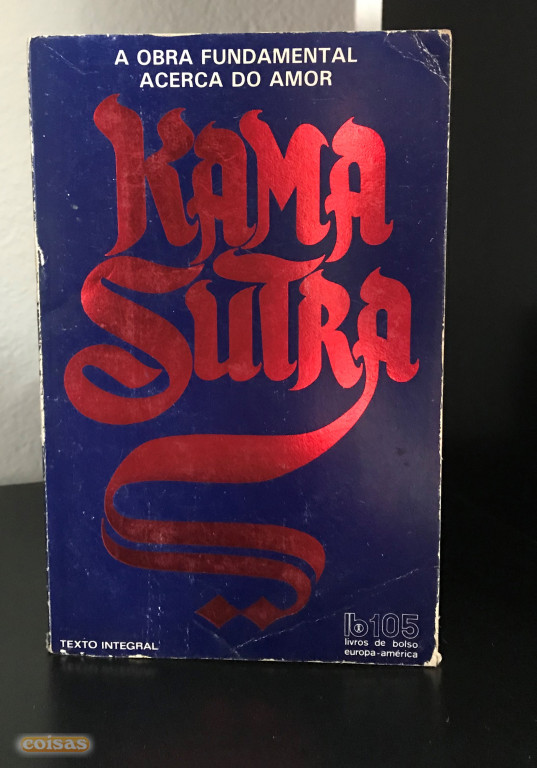 A OBRA FUNDAMENTAL
ACERCA DO AMOR
KAMA
SUTRA
lb105
livros de bolso
europa-américa
TEXTO INTEGRAL
coisas